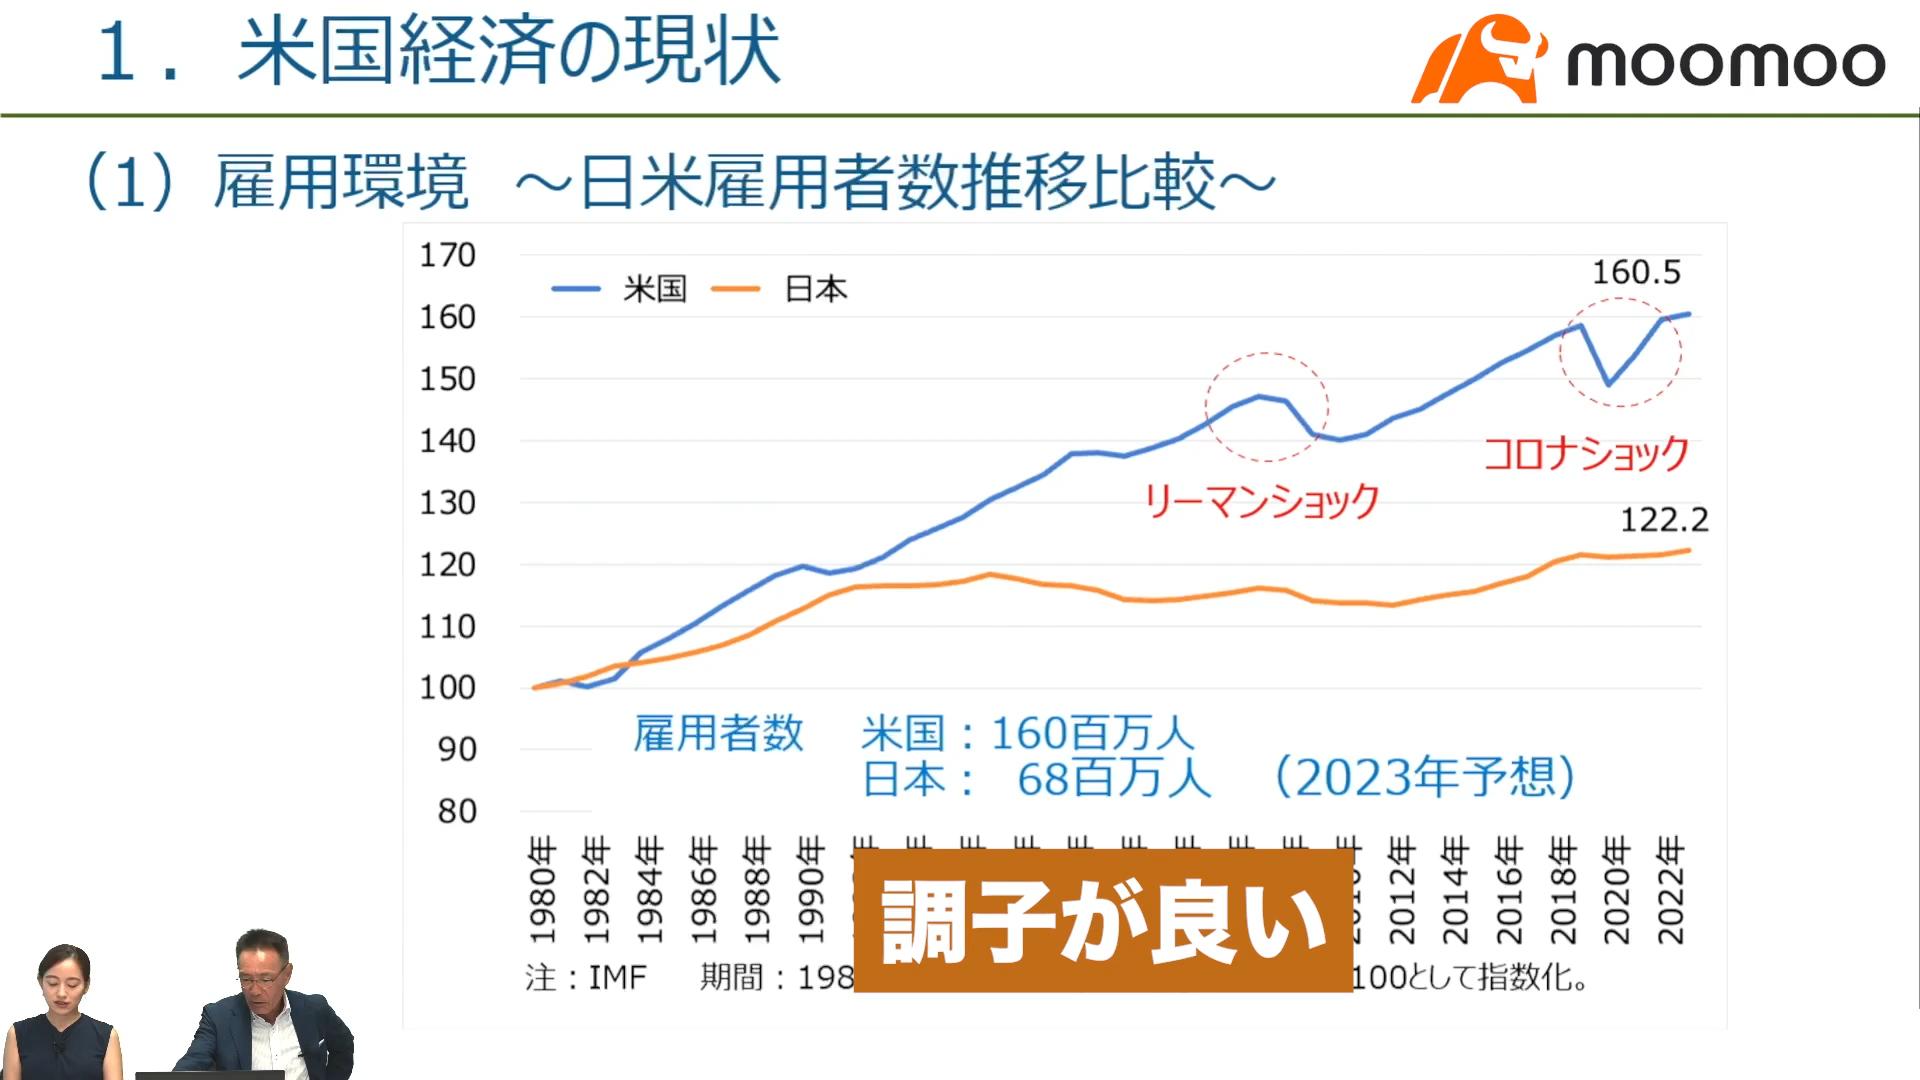 1. 米国経済の現状
moomoo
(1) 雇用環境 ～日米雇用者数推移比較～
170
160
150
140
130
120
110
100
90
80
米国 日本
160.5
コロナショック
リーマンショック
122.2
雇用者数 米国：160百万人
日本： 68百万人 （2023年予想）
1980年 1982年 1984年 1986年 1988年 1990年 2012年 2014年 2016年 2018年 2020年 2022年
調子が良い
注：IMF 期間：198
100として指数化。